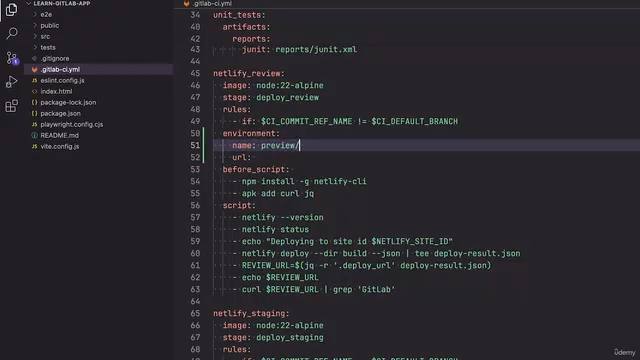 LEARN-GITLAB-APP
e2e
public
src
tests
.gitignore
.gitlab-ci.yml
eslint.config.js
index.html
package-lock.json
package.json
playwright.config.cjs
README.md
vite.config.js
.gitlab-ci.yml
34 unit_tests:
40 artifacts:
42 reports:
43 junit: reports/junit.xml
44
45 netlify_review:
46 image: node:22-alpine
47 stage: deploy_review
48 rules:
49 - if: $CI_COMMIT_REF_NAME != $CI_DEFAULT_BRANCH
50 environment:
51 name: preview/
52 url:
53 before_script:
54 - npm install -g netlify-cli
55 - apk add curl jq
56 script:
57 - netlify --version
58 - netlify status
59 - echo "Deploying to site id $NETLIFY_SITE_ID"
60 - netlify deploy --dir build --json | tee deploy-result.json
61 - REVIEW_URL=$(jq -r '.deploy_url' deploy-result.json)
62 - echo $REVIEW_URL
63 - curl $REVIEW_URL | grep 'GitLab'
64
65 netlify_staging:
66 image: node:22-alpine
67 stage: deploy_staging
68 rules:
udemy